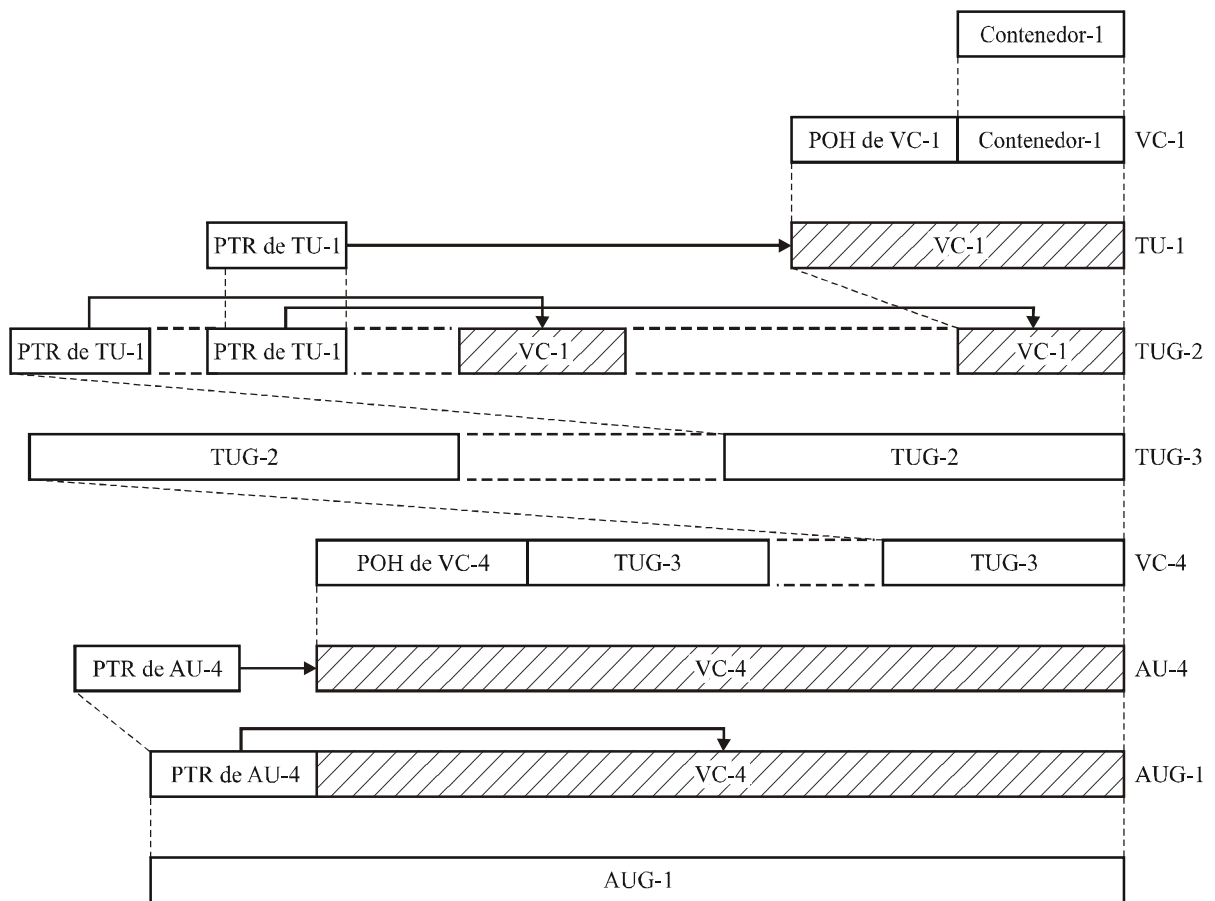 Contenedor-1
POH de VC-1 Contenedor-1 VC-1
PTR de TU-1 VC-1 TU-1
PTR de TU-1 PTR de TU-1 VC-1 VC-1 TUG-2
TUG-2 TUG-2 TUG-3
POH de VC-4 TUG-3 TUG-3 VC-4
PTR de AU-4 VC-4 AU-4
PTR de AU-4 VC-4 AUG-1
AUG-1